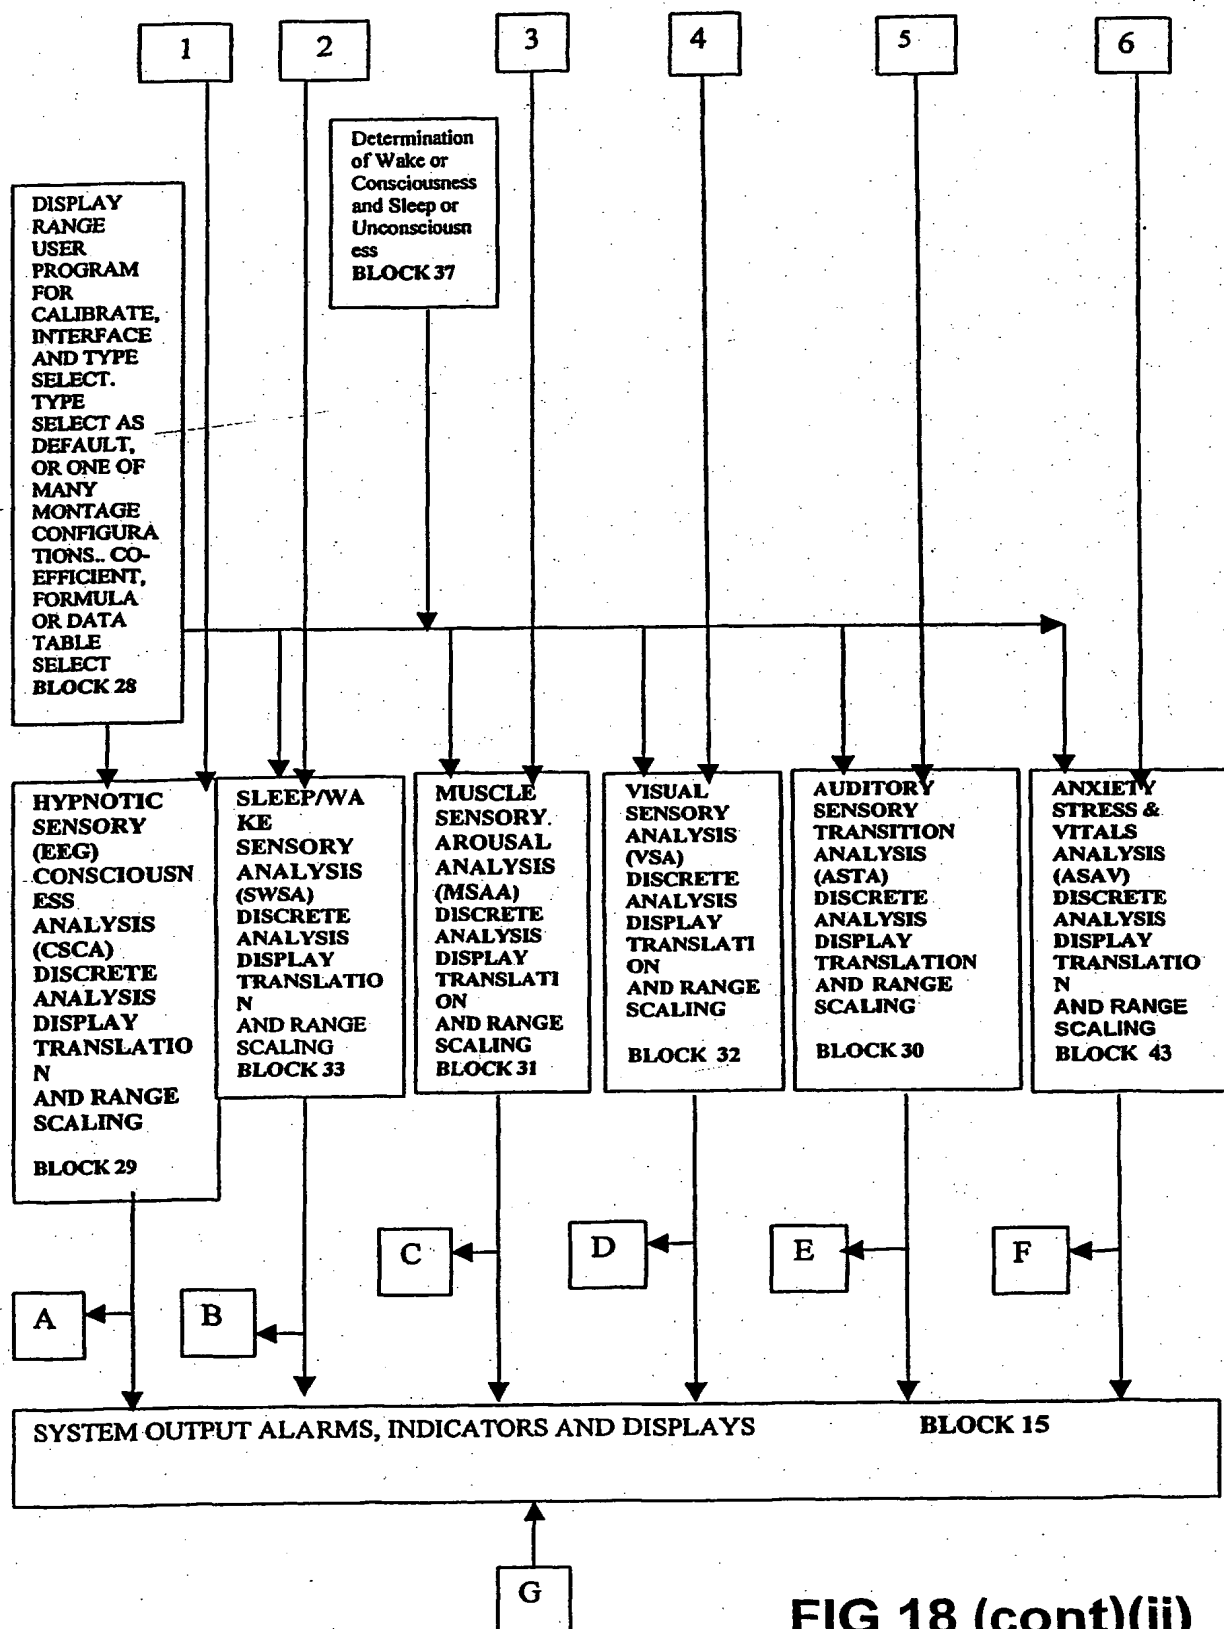 1
2
3
4
5
6
Determination
of Wake or
Consciousness
and Sleep or
Unconsciousn
ess
BLOCK 37
DISPLAY
RANGE
USER
PROGRAM
FOR
CALIBRATE,
INTERFACE
AND TYPE
SELECT.
TYPE
SELECT AS
DEFAULT,
OR ONE OF
MANY
MONTAGE
CONFIGURA
TIONS.. CO-
EFFICIENT,
FORMULA
OR DATA
TABLE
SELECT
BLOCK 28
HYPNOTIC
SENSORY
(EEG)
CONSCIOUSN
ESS
ANALYSIS
(CSCA)
DISCRETE
ANALYSIS
DISPLAY
TRANSLATIO
N
AND RANGE
SCALING
BLOCK 29
SLEEP/WA
KE
SENSORY
ANALYSIS
(SWSA)
DISCRETE
ANALYSIS
DISPLAY
TRANSLATIO
N
AND RANGE
SCALING
BLOCK 33
MUSCLE
SENSORY.
AROUSAL
ANALYSIS
(MSAA)
DISCRETE
ANALYSIS
DISPLAY
TRANSLATI
ON
AND RANGE
SCALING
BLOCK 31
VISUAL
SENSORY
ANALYSIS
(VSA)
DISCRETE
ANALYSIS
DISPLAY
TRANSLATI
ON
AND RANGE
SCALING
BLOCK 32
AUDITORY
SENSORY
TRANSITION
ANALYSIS
(ASTA)
DISCRETE
ANALYSIS
DISPLAY
TRANSLATION
AND RANGE
SCALING
BLOCK 30
ANXIETY
STRESS &
VITALS
ANALYSIS
(ASAV)
DISCRETE
ANALYSIS
DISPLAY
TRANSLATIO
N
AND RANGE
SCALING
BLOCK 43
A
B
C
D
E
F
SYSTEM OUTPUT ALARMS, INDICATORS AND DISPLAYS BLOCK 15
G
FIG 18 (cont)(ii)